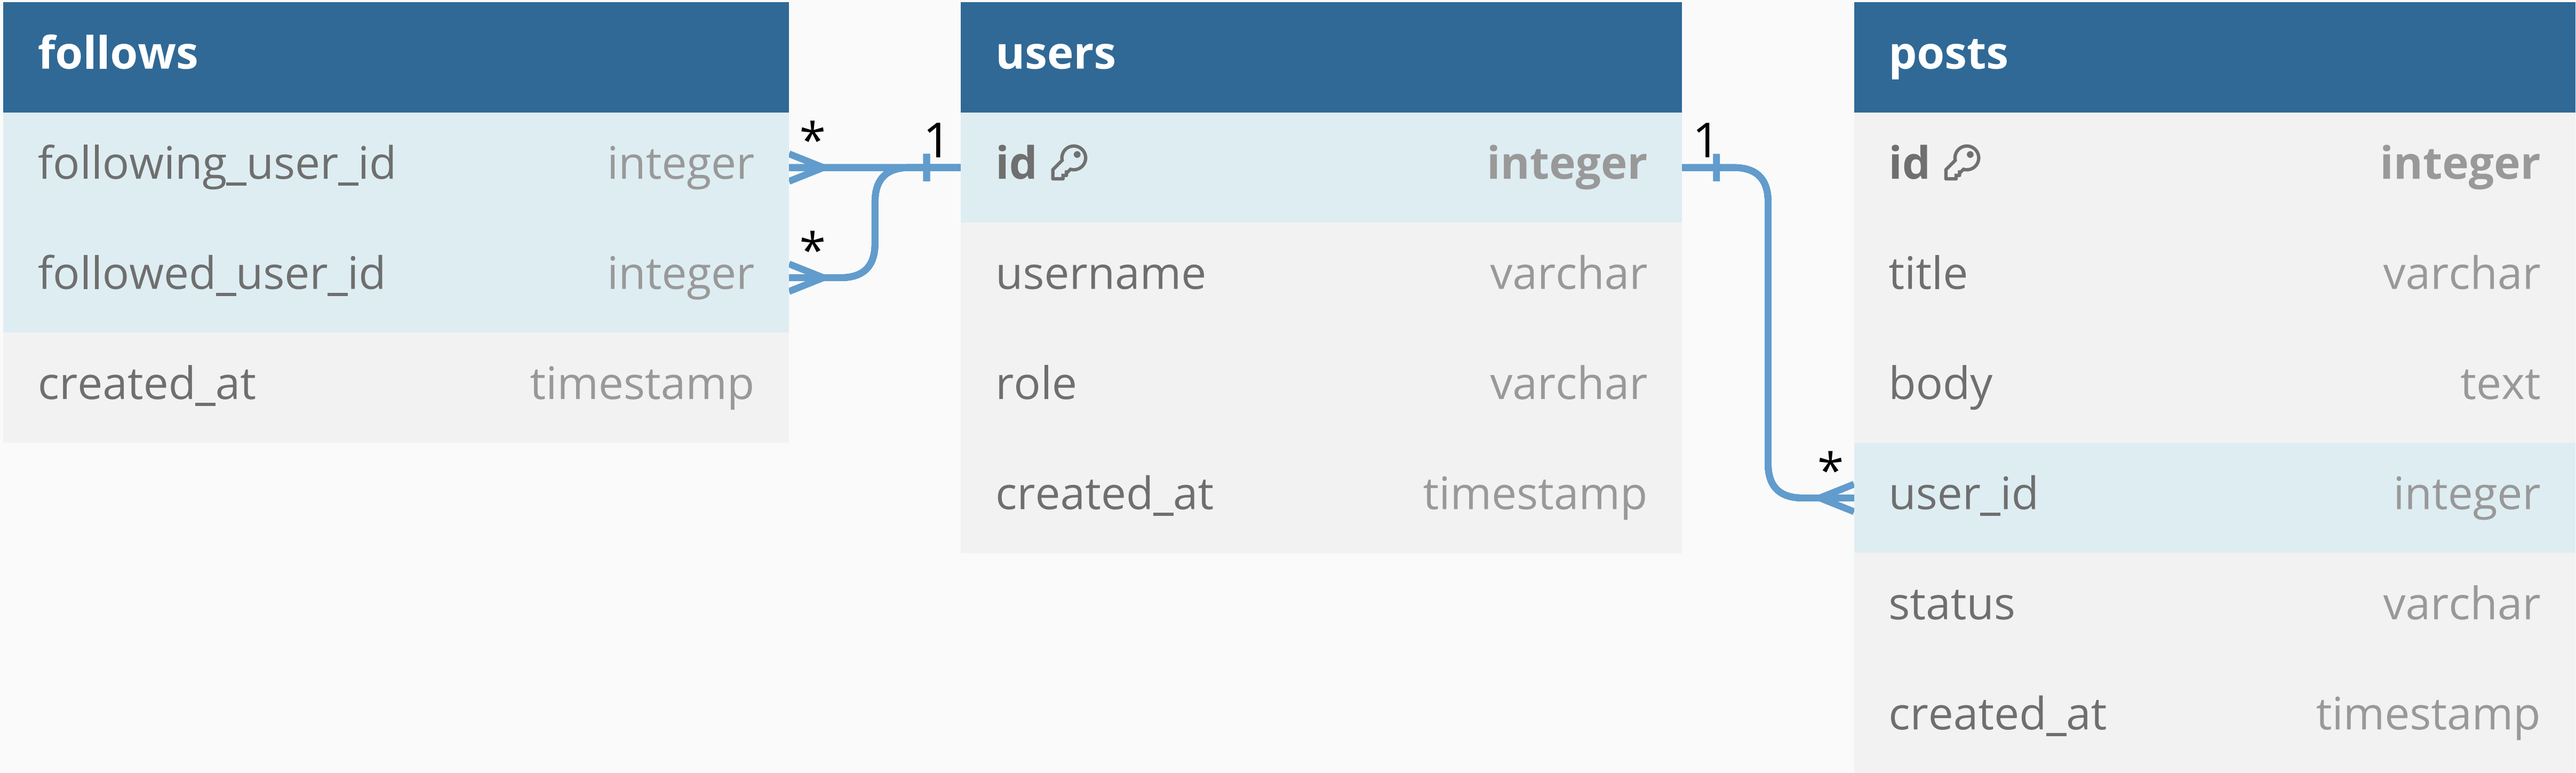 follows
following_user_id integer
followed_user_id integer
created_at timestamp
* 1
*
users
id integer
username varchar
role varchar
created_at timestamp
1
*
posts
id integer
title varchar
body text
user_id integer
status varchar
created_at timestamp